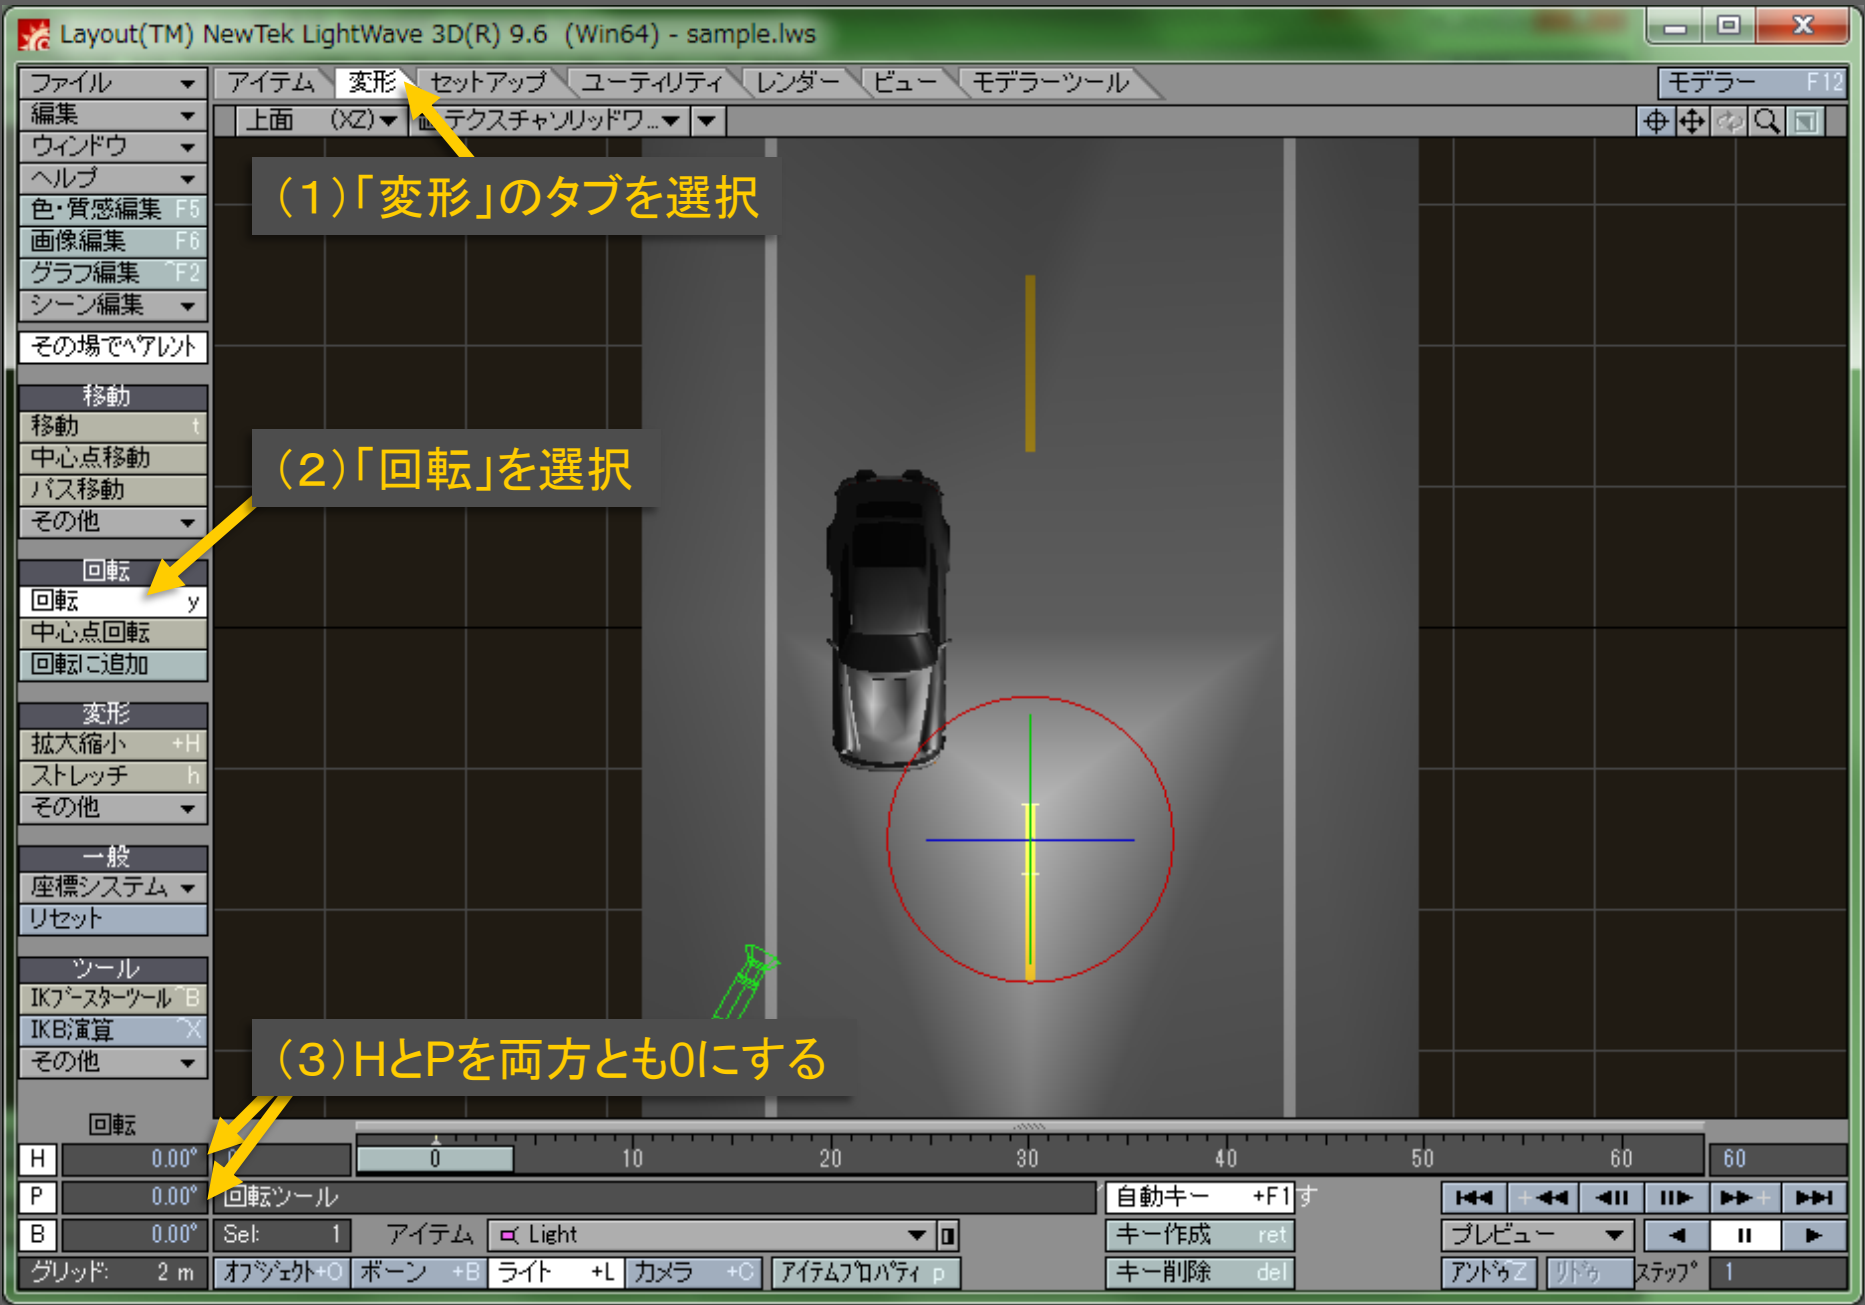 Layout(TM) NewTek LightWave 3D(R) 9.6 (Win64) - sample.lws
ファイル
アイテム 変形 セットアップ ユーティリティ レンダー ビュー モデラーツール
モデラー F12
編集
上面 (XZ) テクスチャソリッドワ...
ウィンドウ
ヘルプ
(1)「変形」のタブを選択
色・質感編集 F5
画像編集 F6
グラフ編集 ^F2
シーン編集
その場でペアレント
移動
移動 t
中心点移動
(2)「回転」を選択
パス移動
その他
回転
回転 y
中心点回転
回転に追加
変形
拡大縮小 +H
ストレッチ h
その他
一般
座標システム
リセット
ツール
IKブースターツール ^B
IKB演算 ^X
その他
(3)HとPを両方とも0にする
回転
H 0.00°
0 10 20 30 40 50 60 60
P 0.00° 回転ツール
自動キー +F1 す
B 0.00° Sel: 1 アイテム Light
キー作成 ret プレビュー
グリッド: 2 m オブジェクト+O ボーン +B ライト +L カメラ +C アイテムプロパティ p
キー削除 del アンドゥ Z リドゥ ステップ 1